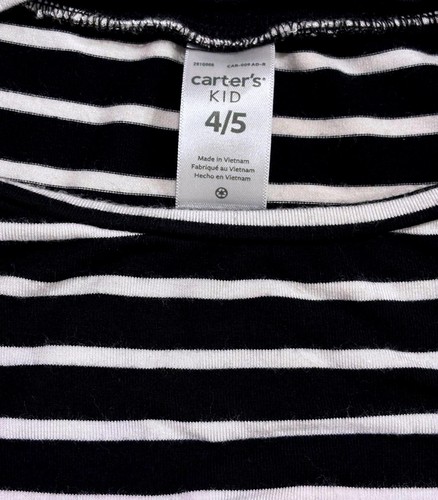 carter's
KID
4/5
Made in Vietnam
Fabriqué au Vietnam
Hecho en Vietnam